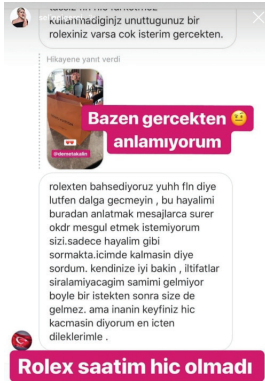 kullanmadiginjz unuttugunuz bir
rolexiniz varsa cok isterim gercekten.
Hikayene yanıt verdi
Bazen gercekten 🤨
anlamıyorum
rolexten bahsediyoruz yuhh fln diye
lutfen dalga gecmeyin , bu hayalimi
buradan anlatmak mesajlarca surer
okdr mesgul etmek istemiyorum
sizi.sadece hayalim gibi
sormakta.icimde kalmasin diye
sordum. kendinize iyi bakin , iltifatlar
siralamiyacagim samimi gelmiyor
boyle bir istekten sonra size de
gelmez. ama inanin keyfiniz hic
kacmasin diyorum en icten
dileklerimle .
Rolex saatim hic olmadı